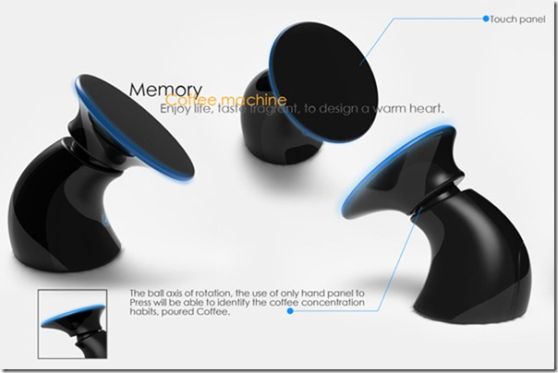 Touch panel
Memory
Coffee machine
Enjoy life, taste fragrant, to design a warm heart.
The ball axis of rotation, the use of only hand panel to
Press will be able to identify the coffee concentration
habits, poured Coffee.